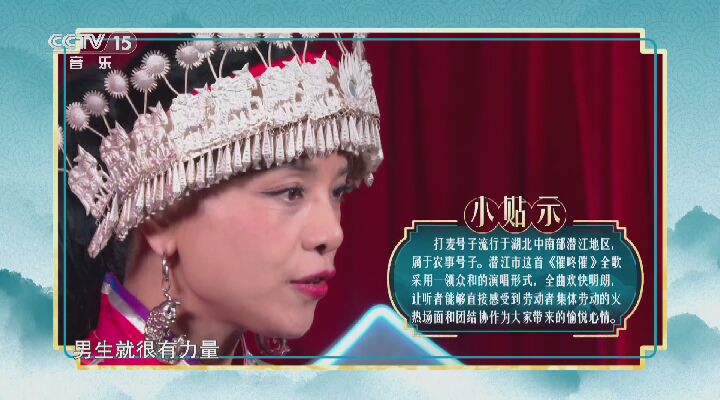 CCTV 15
音乐
小贴示
打麦号子流行于湖北中南部潜江地区，
属于农事号子。潜江市这首《催咚催》全歌
采用一领众和的演唱形式，全曲欢快明朗，
让听者能够直接感受到劳动者集体劳动的火
热场面和团结协作为大家带来的愉悦心情。
男生就很有力量